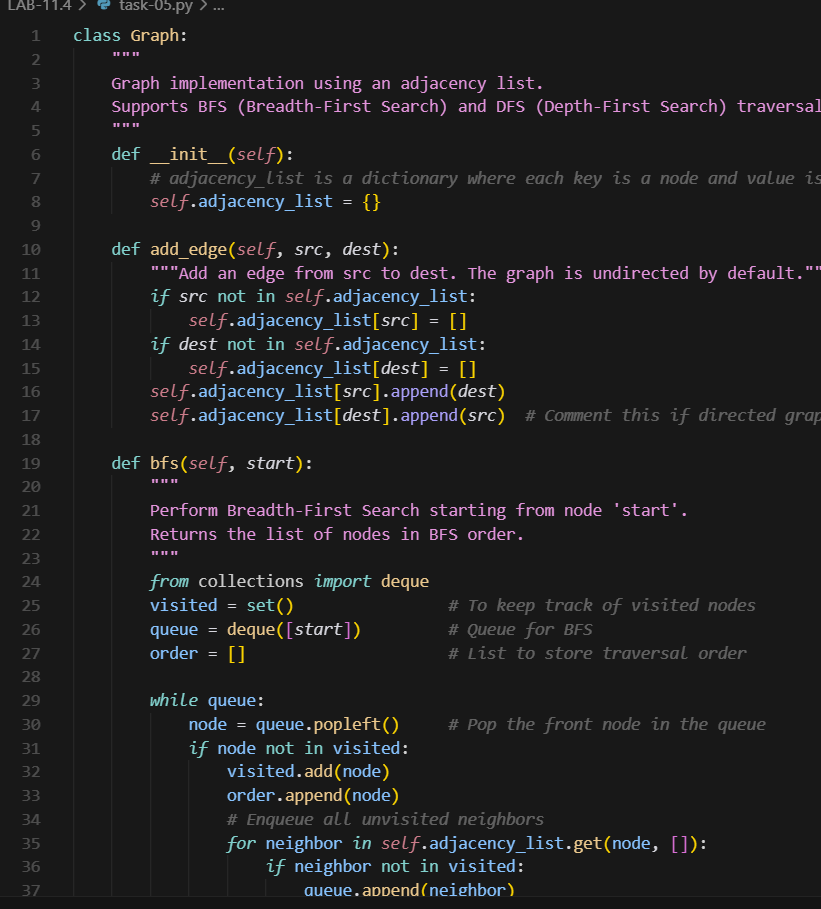 LAB-11.4 > task-05.py > ...
1 class Graph:
2     """
3     Graph implementation using an adjacency list.
4     Supports BFS (Breadth-First Search) and DFS (Depth-First Search) traversal
5     """
6     def __init__(self):
7         # adjacency_list is a dictionary where each key is a node and value is
8         self.adjacency_list = {}
9
10     def add_edge(self, src, dest):
11         """Add an edge from src to dest. The graph is undirected by default.""
12         if src not in self.adjacency_list:
13             self.adjacency_list[src] = []
14         if dest not in self.adjacency_list:
15             self.adjacency_list[dest] = []
16         self.adjacency_list[src].append(dest)
17         self.adjacency_list[dest].append(src)  # Comment this if directed grap
18
19     def bfs(self, start):
20         """
21         Perform Breadth-First Search starting from node 'start'.
22         Returns the list of nodes in BFS order.
23         """
24         from collections import deque
25         visited = set()                # To keep track of visited nodes
26         queue = deque([start])         # Queue for BFS
27         order = []                     # List to store traversal order
28
29         while queue:
30             node = queue.popleft()     # Pop the front node in the queue
31             if node not in visited:
32                 visited.add(node)
33                 order.append(node)
34                 # Enqueue all unvisited neighbors
35                 for neighbor in self.adjacency_list.get(node, []):
36                     if neighbor not in visited:
37                         queue.append(neighbor)